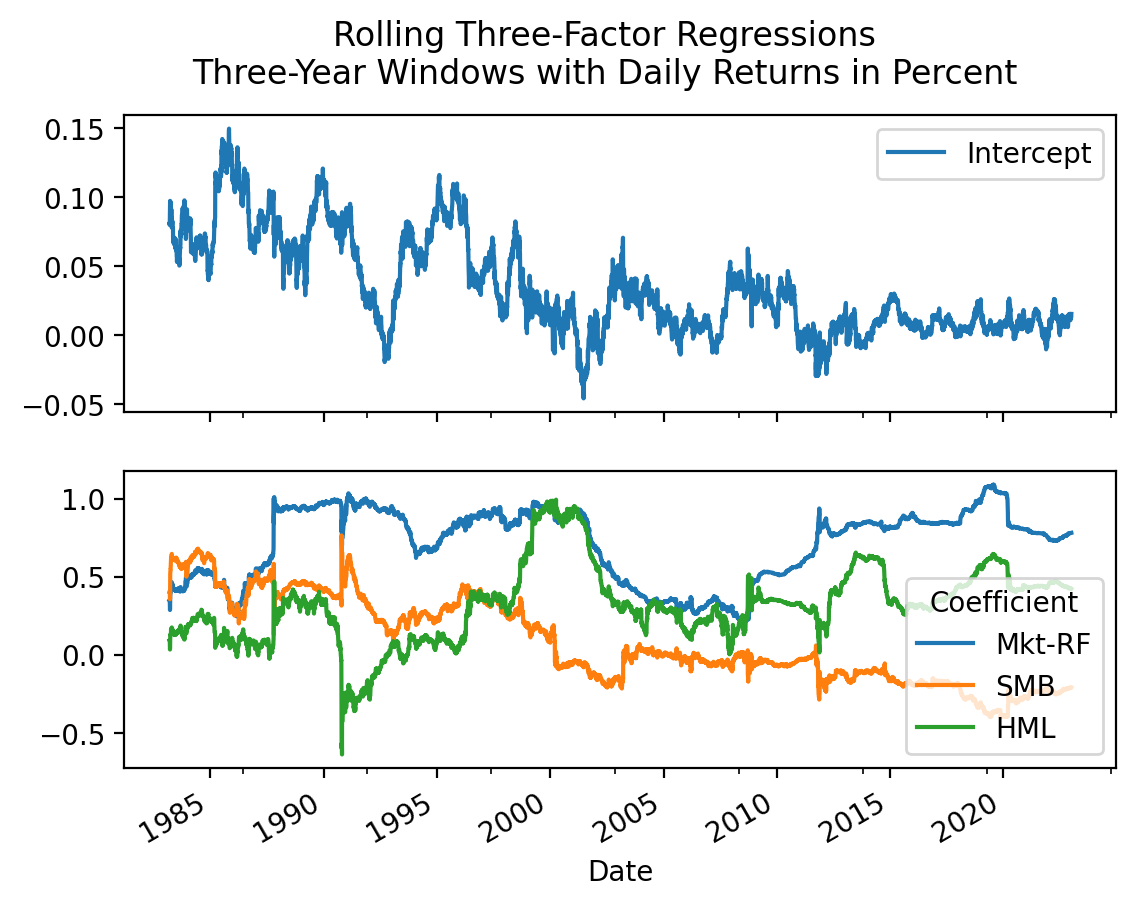 Rolling Three-Factor Regressions
Three-Year Windows with Daily Returns in Percent
0.15
0.10
0.05
0.00
−0.05
Intercept
1.0
0.5
0.0
−0.5
Coefficient
Mkt-RF
SMB
HML
1985
1990
1995
2000
2005
2010
2015
2020
Date